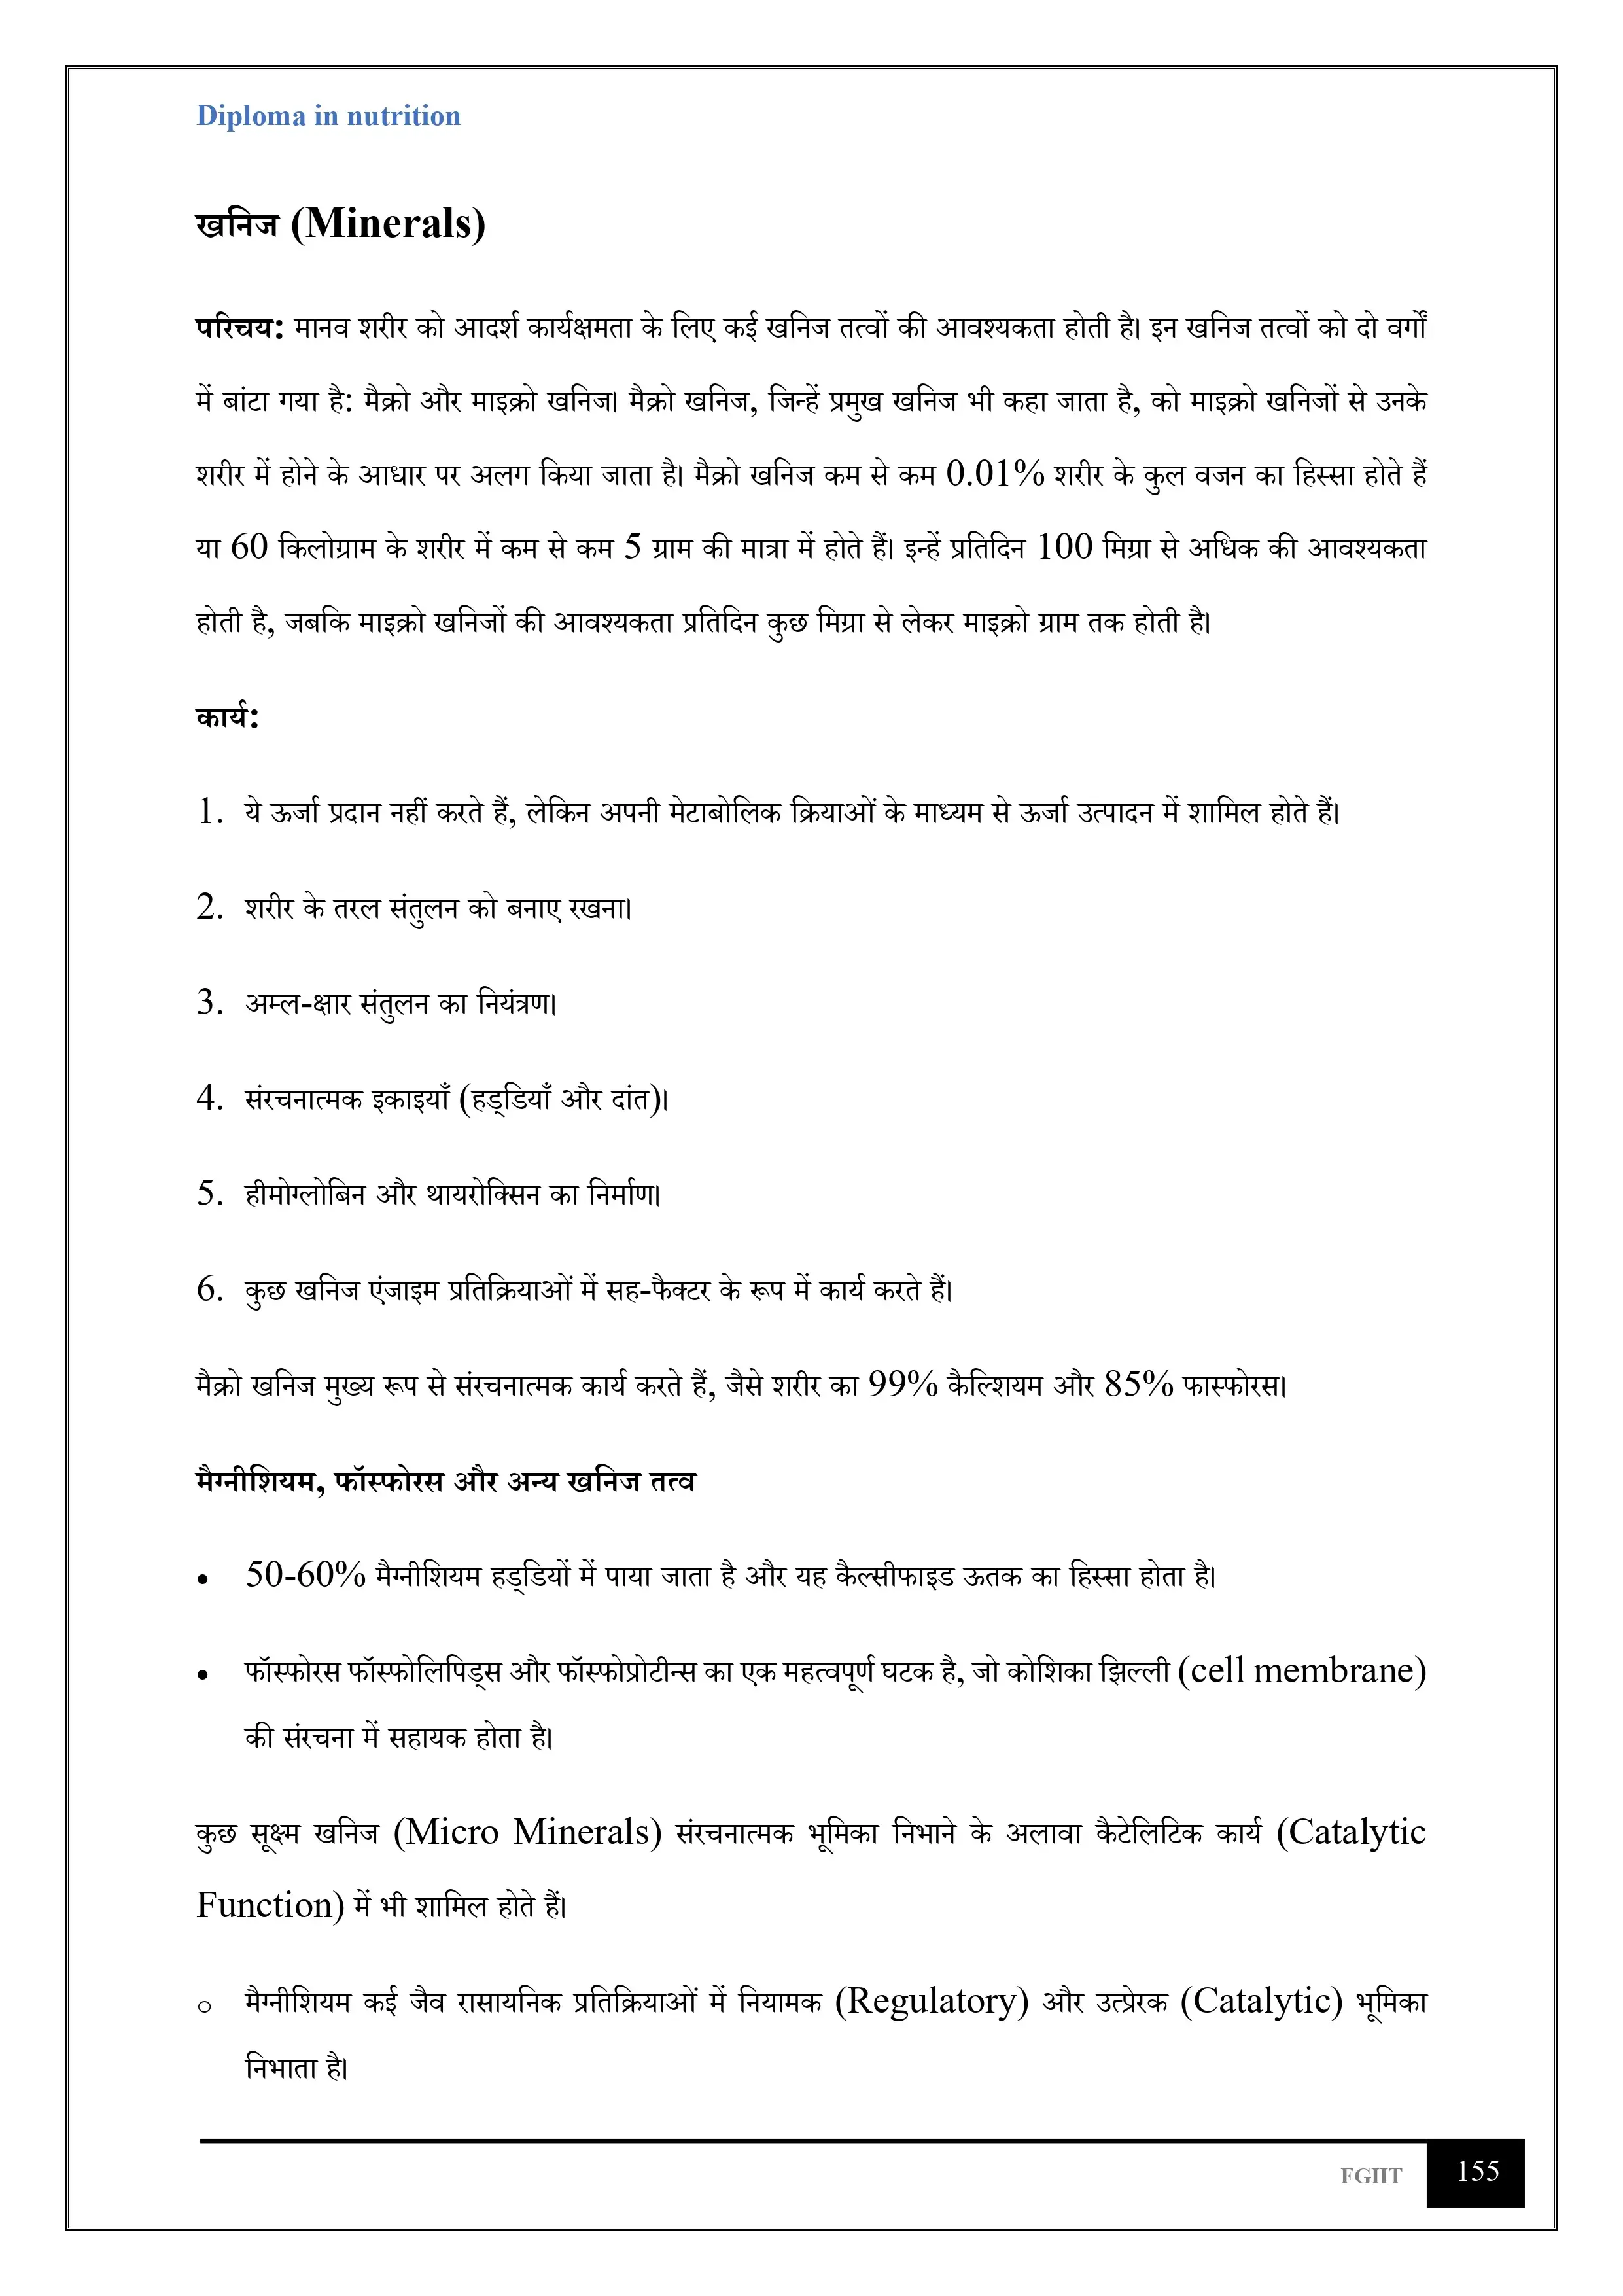 Diploma in nutrition
खनिज (Minerals)
परिचय: मानव शरीर को आदर्श कार्यक्षमता के लिए कई खनिज तत्वों की आवश्यकता होती है। इन खनिज तत्वों को दो वर्गों
में बांटा गया है: मैक्रो और माइक्रो खनिज। मैक्रो खनिज, जिन्हें प्रमुख खनिज भी कहा जाता है, को माइक्रो खनिजों से उनके
शरीर में होने के आधार पर अलग किया जाता है। मैक्रो खनिज कम से कम 0.01% शरीर के कुल वजन का हिस्सा होते हैं
या 60 किलोग्राम के शरीर में कम से कम 5 ग्राम की मात्रा में होते हैं। इन्हें प्रतिदिन 100 मिग्रा से अधिक की आवश्यकता
होती है, जबकि माइक्रो खनिजों की आवश्यकता प्रतिदिन कुछ मिग्रा से लेकर माइक्रो ग्राम तक होती है।
कार्य:
1. ये ऊर्जा प्रदान नहीं करते हैं, लेकिन अपनी मेटाबोलिक क्रियाओं के माध्यम से ऊर्जा उत्पादन में शामिल होते हैं।
2. शरीर के तरल संतुलन को बनाए रखना।
3. अम्ल-क्षार संतुलन का नियंत्रण।
4. संरचनात्मक इकाइयाँ (हड्डियाँ और दांत)।
5. हीमोग्लोबिन और थायरोक्सिन का निर्माण।
6. कुछ खनिज एंजाइम प्रतिक्रियाओं में सह-फैक्टर के रूप में कार्य करते हैं।
मैक्रो खनिज मुख्य रूप से संरचनात्मक कार्य करते हैं, जैसे शरीर का 99% कैल्शियम और 85% फास्फोरस।
मैग्नीशियम, फॉस्फोरस और अन्य खनिज तत्व
• 50-60% मैग्नीशियम हड्डियों में पाया जाता है और यह कैल्सीफाइड ऊतक का हिस्सा होता है।
• फॉस्फोरस फॉस्फोलिपिड्स और फॉस्फोप्रोटीन्स का एक महत्वपूर्ण घटक है, जो कोशिका झिल्ली (cell membrane)
की संरचना में सहायक होता है।
कुछ सूक्ष्म खनिज (Micro Minerals) संरचनात्मक भूमिका निभाने के अलावा कैटेलिटिक कार्य (Catalytic
Function) में भी शामिल होते हैं।
o मैग्नीशियम कई जैव रासायनिक प्रतिक्रियाओं में नियामक (Regulatory) और उत्प्रेरक (Catalytic) भूमिका
निभाता है।
FGIIT 155